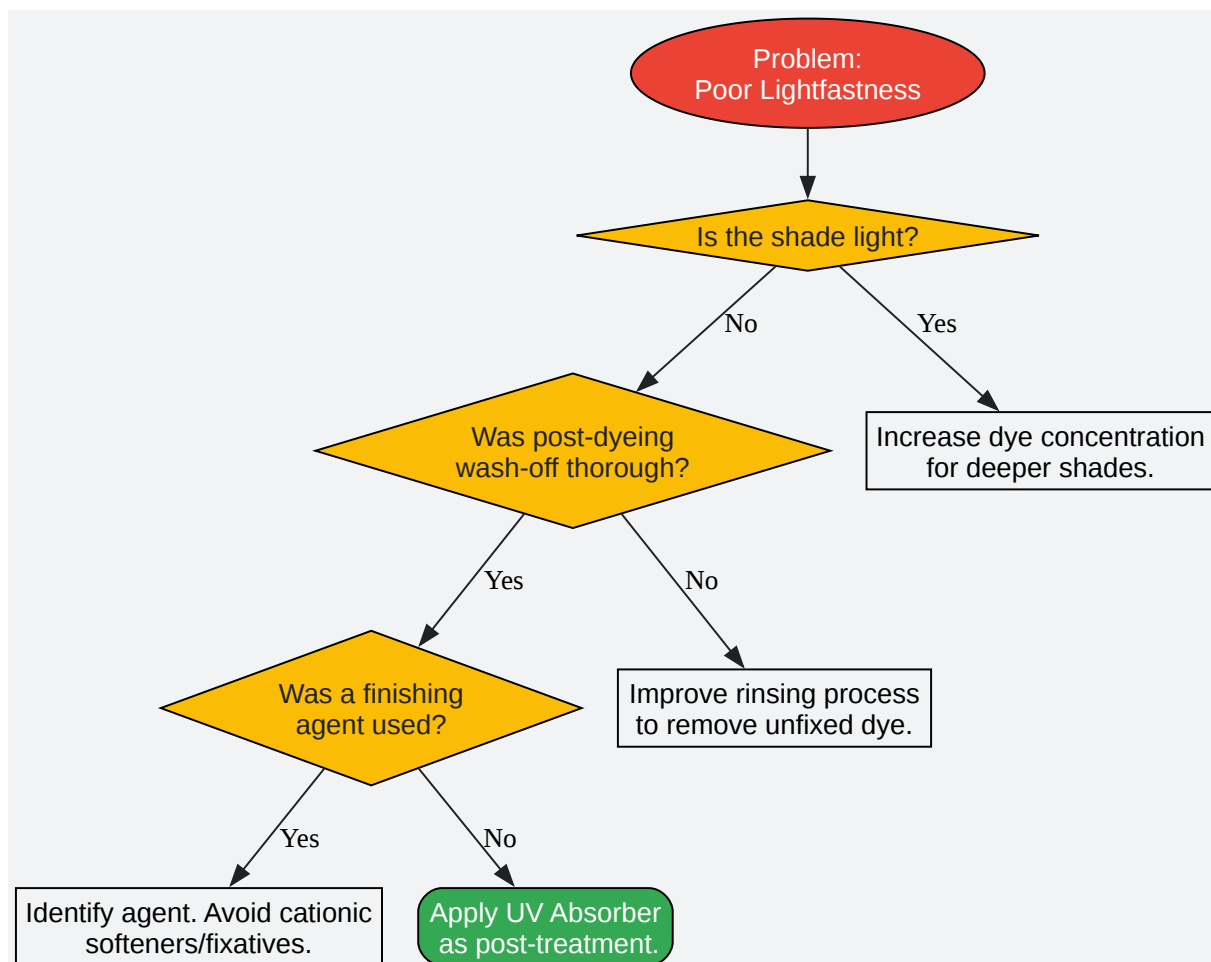 Problem:
Poor Lightfastness
Is the shade light?
No
Yes
Was post-dyeing
wash-off thorough?
Increase dye concentration
for deeper shades.
Yes
No
Was a finishing
agent used?
Improve rinsing process
to remove unfixed dye.
Yes
No
Identify agent. Avoid cationic
softeners/fixatives.
Apply UV Absorber
as post-treatment.